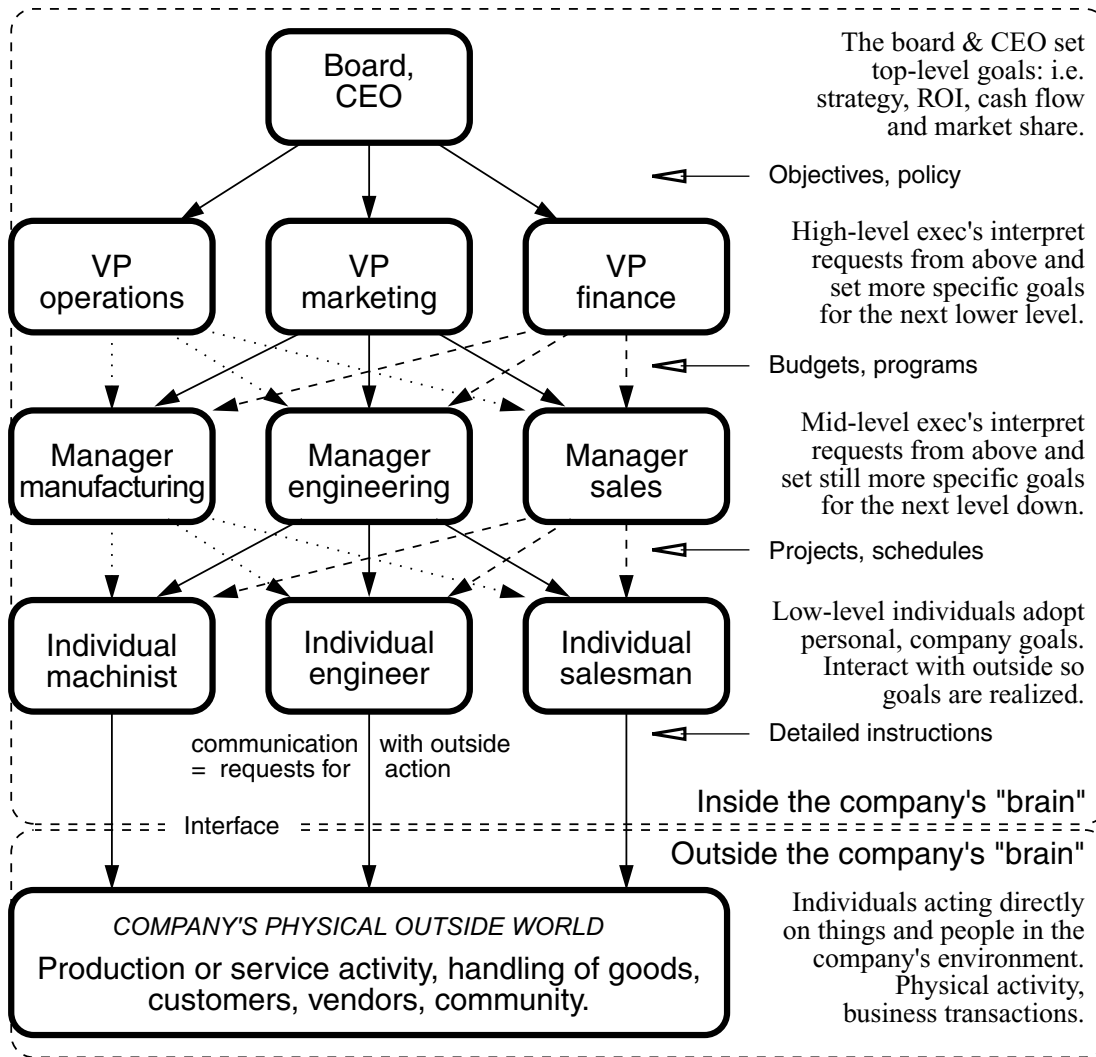 Board,
CEO
The board & CEO set
top-level goals: i.e.
strategy, ROI, cash flow
and market share.
Objectives, policy
VP
operations
VP
marketing
VP
finance
High-level exec's interpret
requests from above and
set more specific goals
for the next lower level.
Budgets, programs
Manager
manufacturing
Manager
engineering
Manager
sales
Mid-level exec's interpret
requests from above and
set still more specific goals
for the next level down.
Projects, schedules
Individual
machinist
Individual
engineer
Individual
salesman
Low-level individuals adopt
personal, company goals.
Interact with outside so
goals are realized.
Detailed instructions
communication with outside
= requests for action
Inside the company's "brain"
Interface
Outside the company's "brain"
COMPANY'S PHYSICAL OUTSIDE WORLD
Production or service activity, handling of goods,
customers, vendors, community.
Individuals acting directly
on things and people in the
company's environment.
Physical activity,
business transactions.